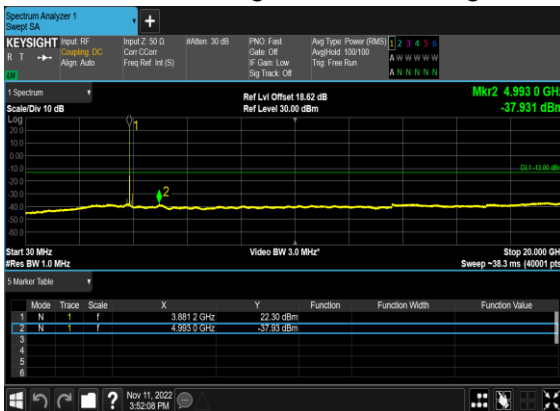 Spectrum Analyzer 1
Swept SA
KEYSIGHT
R T
LV
Input: RF
Coupling: DC
Align: Auto
Input Z: 50 Ω
Corr CCorr
Freq Ref: Int (S)
#Atten: 30 dB
PNO: Fast
Gate: Off
IF Gain: Low
Sig Track: Off
Avg Type: Power (RMS)
Avg|Hold: 100/100
Trig: Free Run
1 2 3 4 5 6
A W W W W W
A N N N N N
1 Spectrum
Scale/Div 10 dB
Ref Lvl Offset 18.62 dB
Ref Level 30.00 dBm
Mkr2 4.993 0 GHz
-37.931 dBm
Log
20.0
10.0
0.00
-10.0
-20.0
-30.0
-40.0
-50.0
-60.0
1
2
DL1 -13.00 dBm
Start 30 MHz
#Res BW 1.0 MHz
Video BW 3.0 MHz*
Stop 20.000 GHz
Sweep ~38.3 ms (40001 pts)
5 Marker Table
Mode Trace Scale X Y Function Function Width Function Value
1 N 1 f 3.881 2 GHz 22.30 dBm
2 N 1 f 4.993 0 GHz -37.93 dBm
3
4
5
6
?
Nov 11, 2022
3:52:08 PM